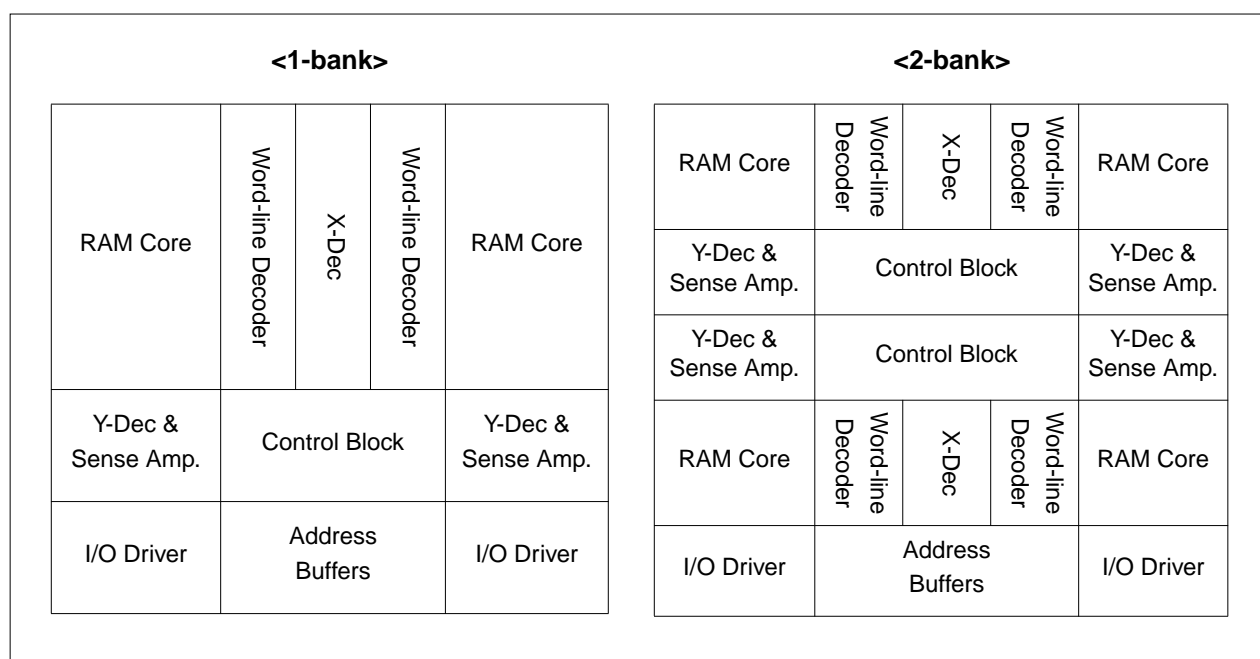 <1-bank>
RAM Core
Word-line Decoder
X-Dec
Word-line Decoder
RAM Core
Y-Dec &
Sense Amp.
Control Block
Y-Dec &
Sense Amp.
I/O Driver
Address
Buffers
I/O Driver
<2-bank>
RAM Core
Word-line
Decoder
X-Dec
Word-line
Decoder
RAM Core
Y-Dec &
Sense Amp.
Control Block
Y-Dec &
Sense Amp.
Y-Dec &
Sense Amp.
Control Block
Y-Dec &
Sense Amp.
RAM Core
Word-line
Decoder
X-Dec
Word-line
Decoder
RAM Core
I/O Driver
Address
Buffers
I/O Driver